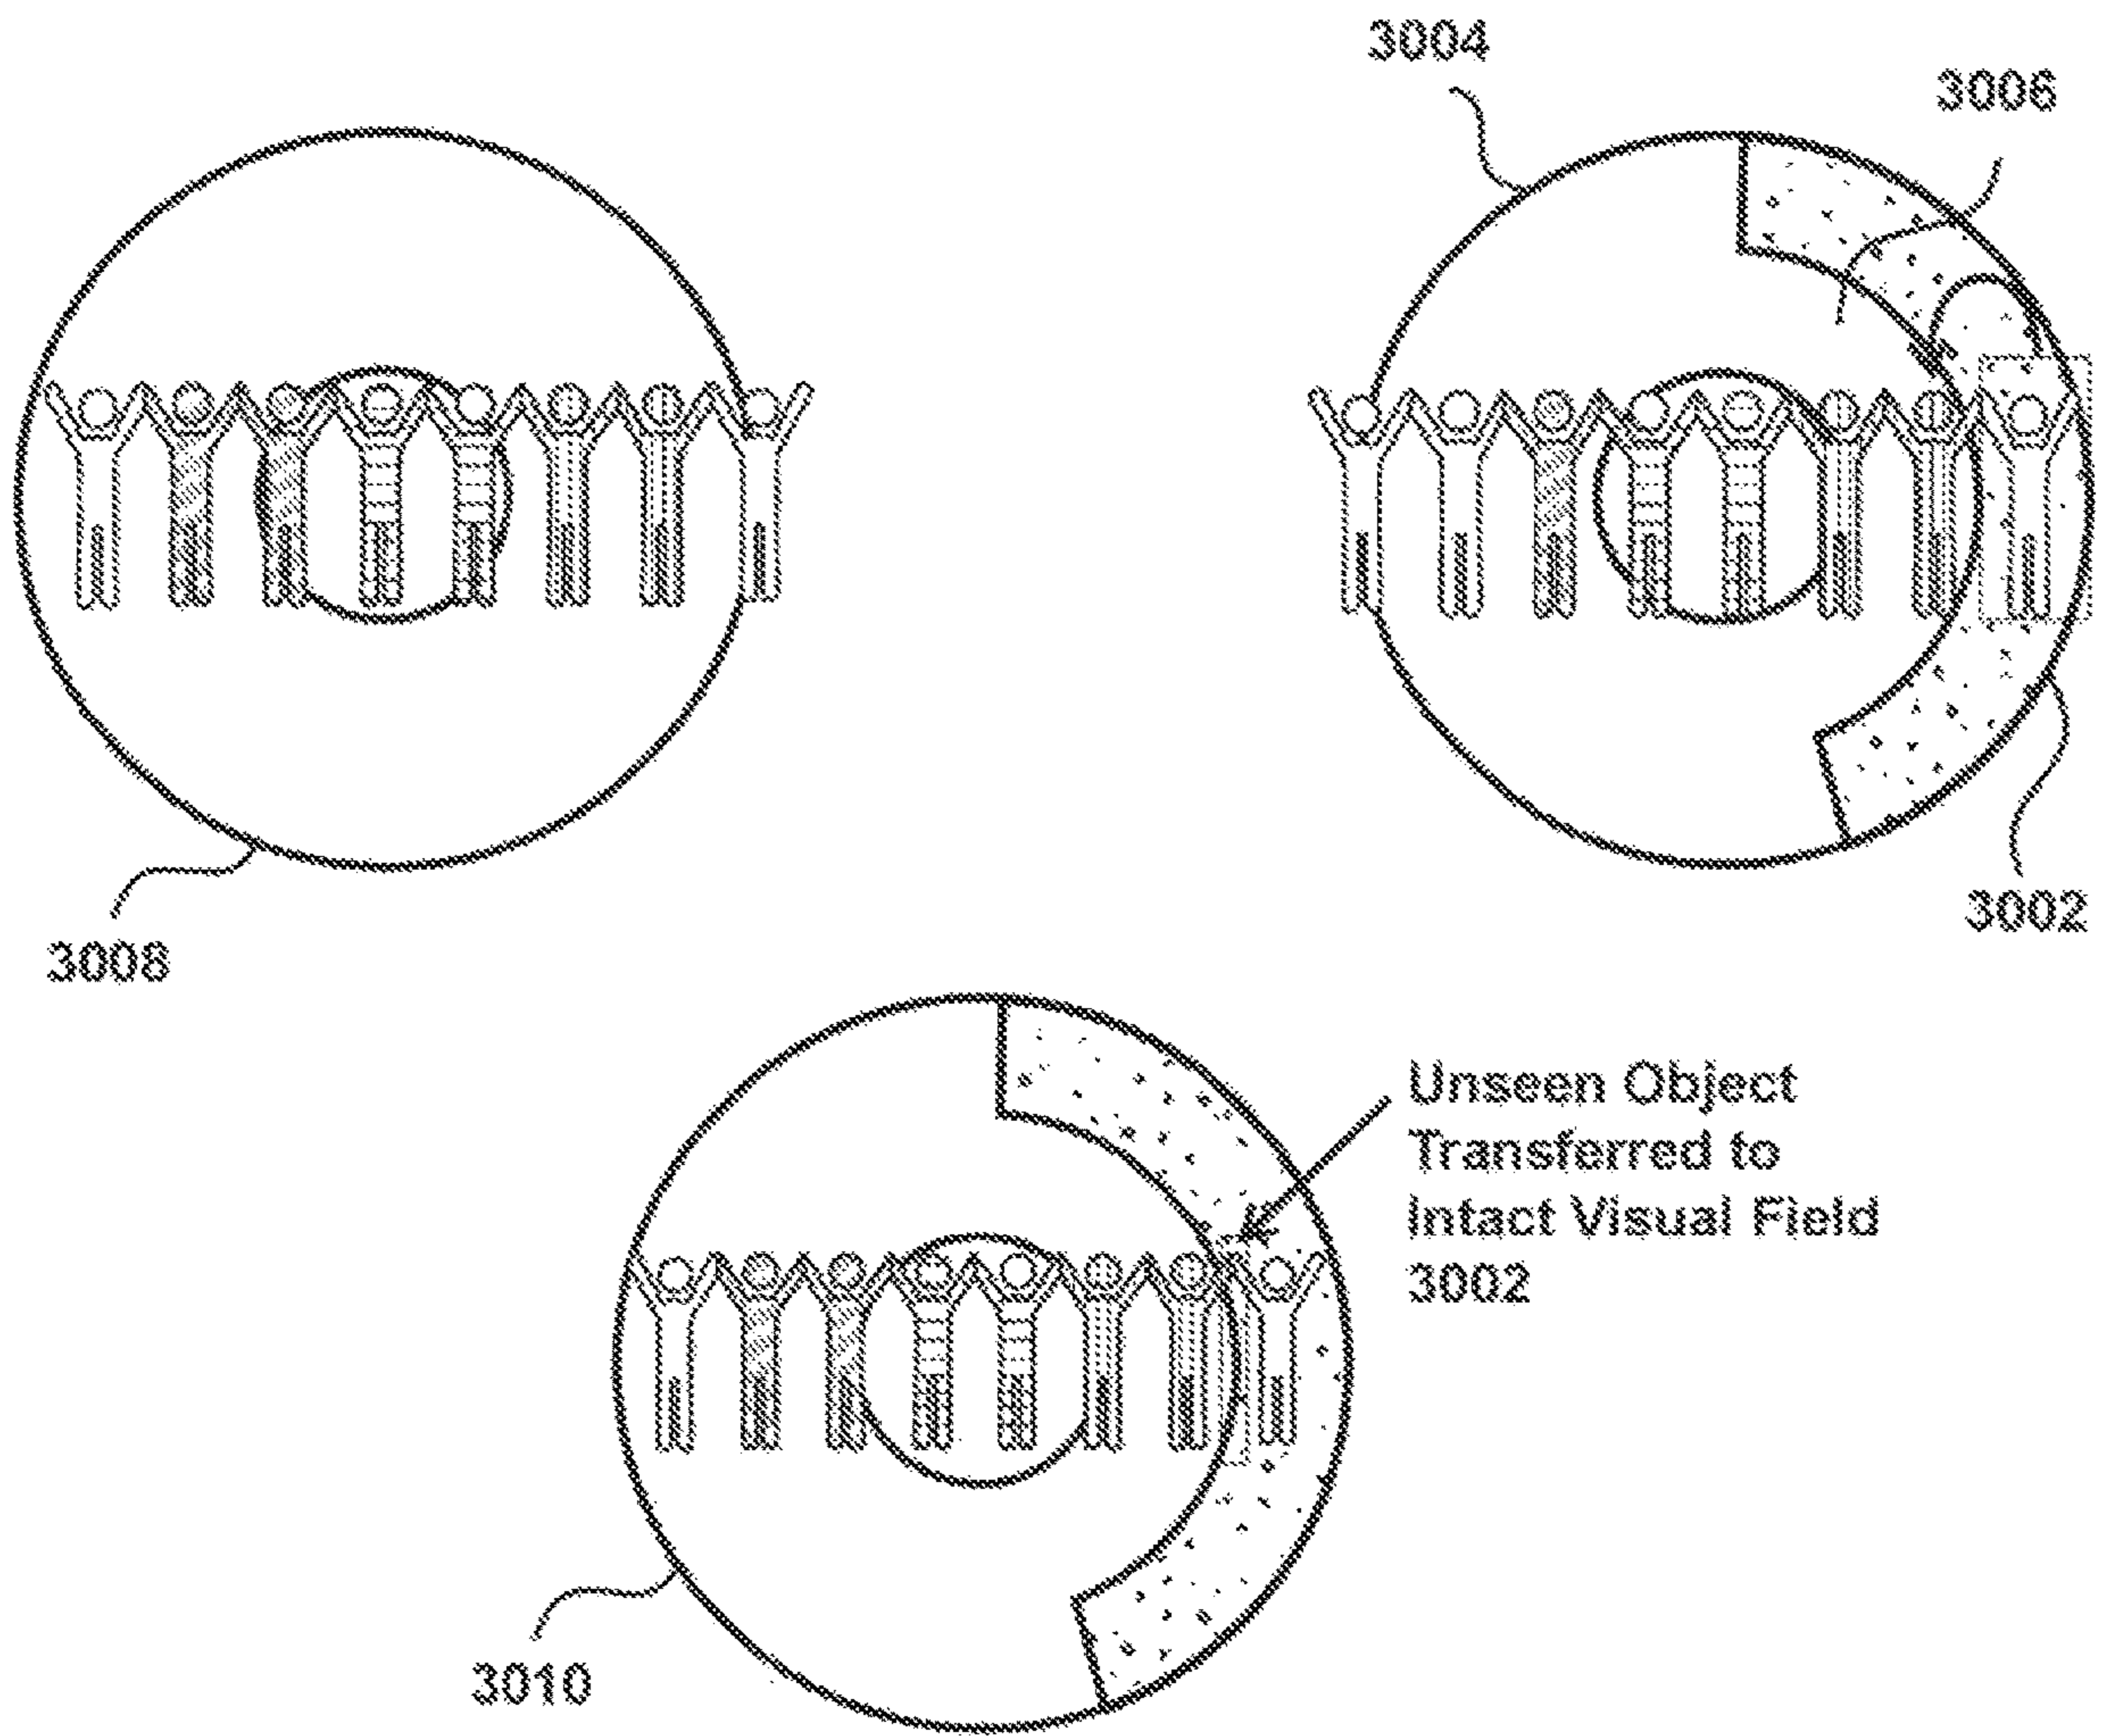 3004
3006
3008
3002
Unseen Object
Transferred to
Intact Visual Field
3002
3010